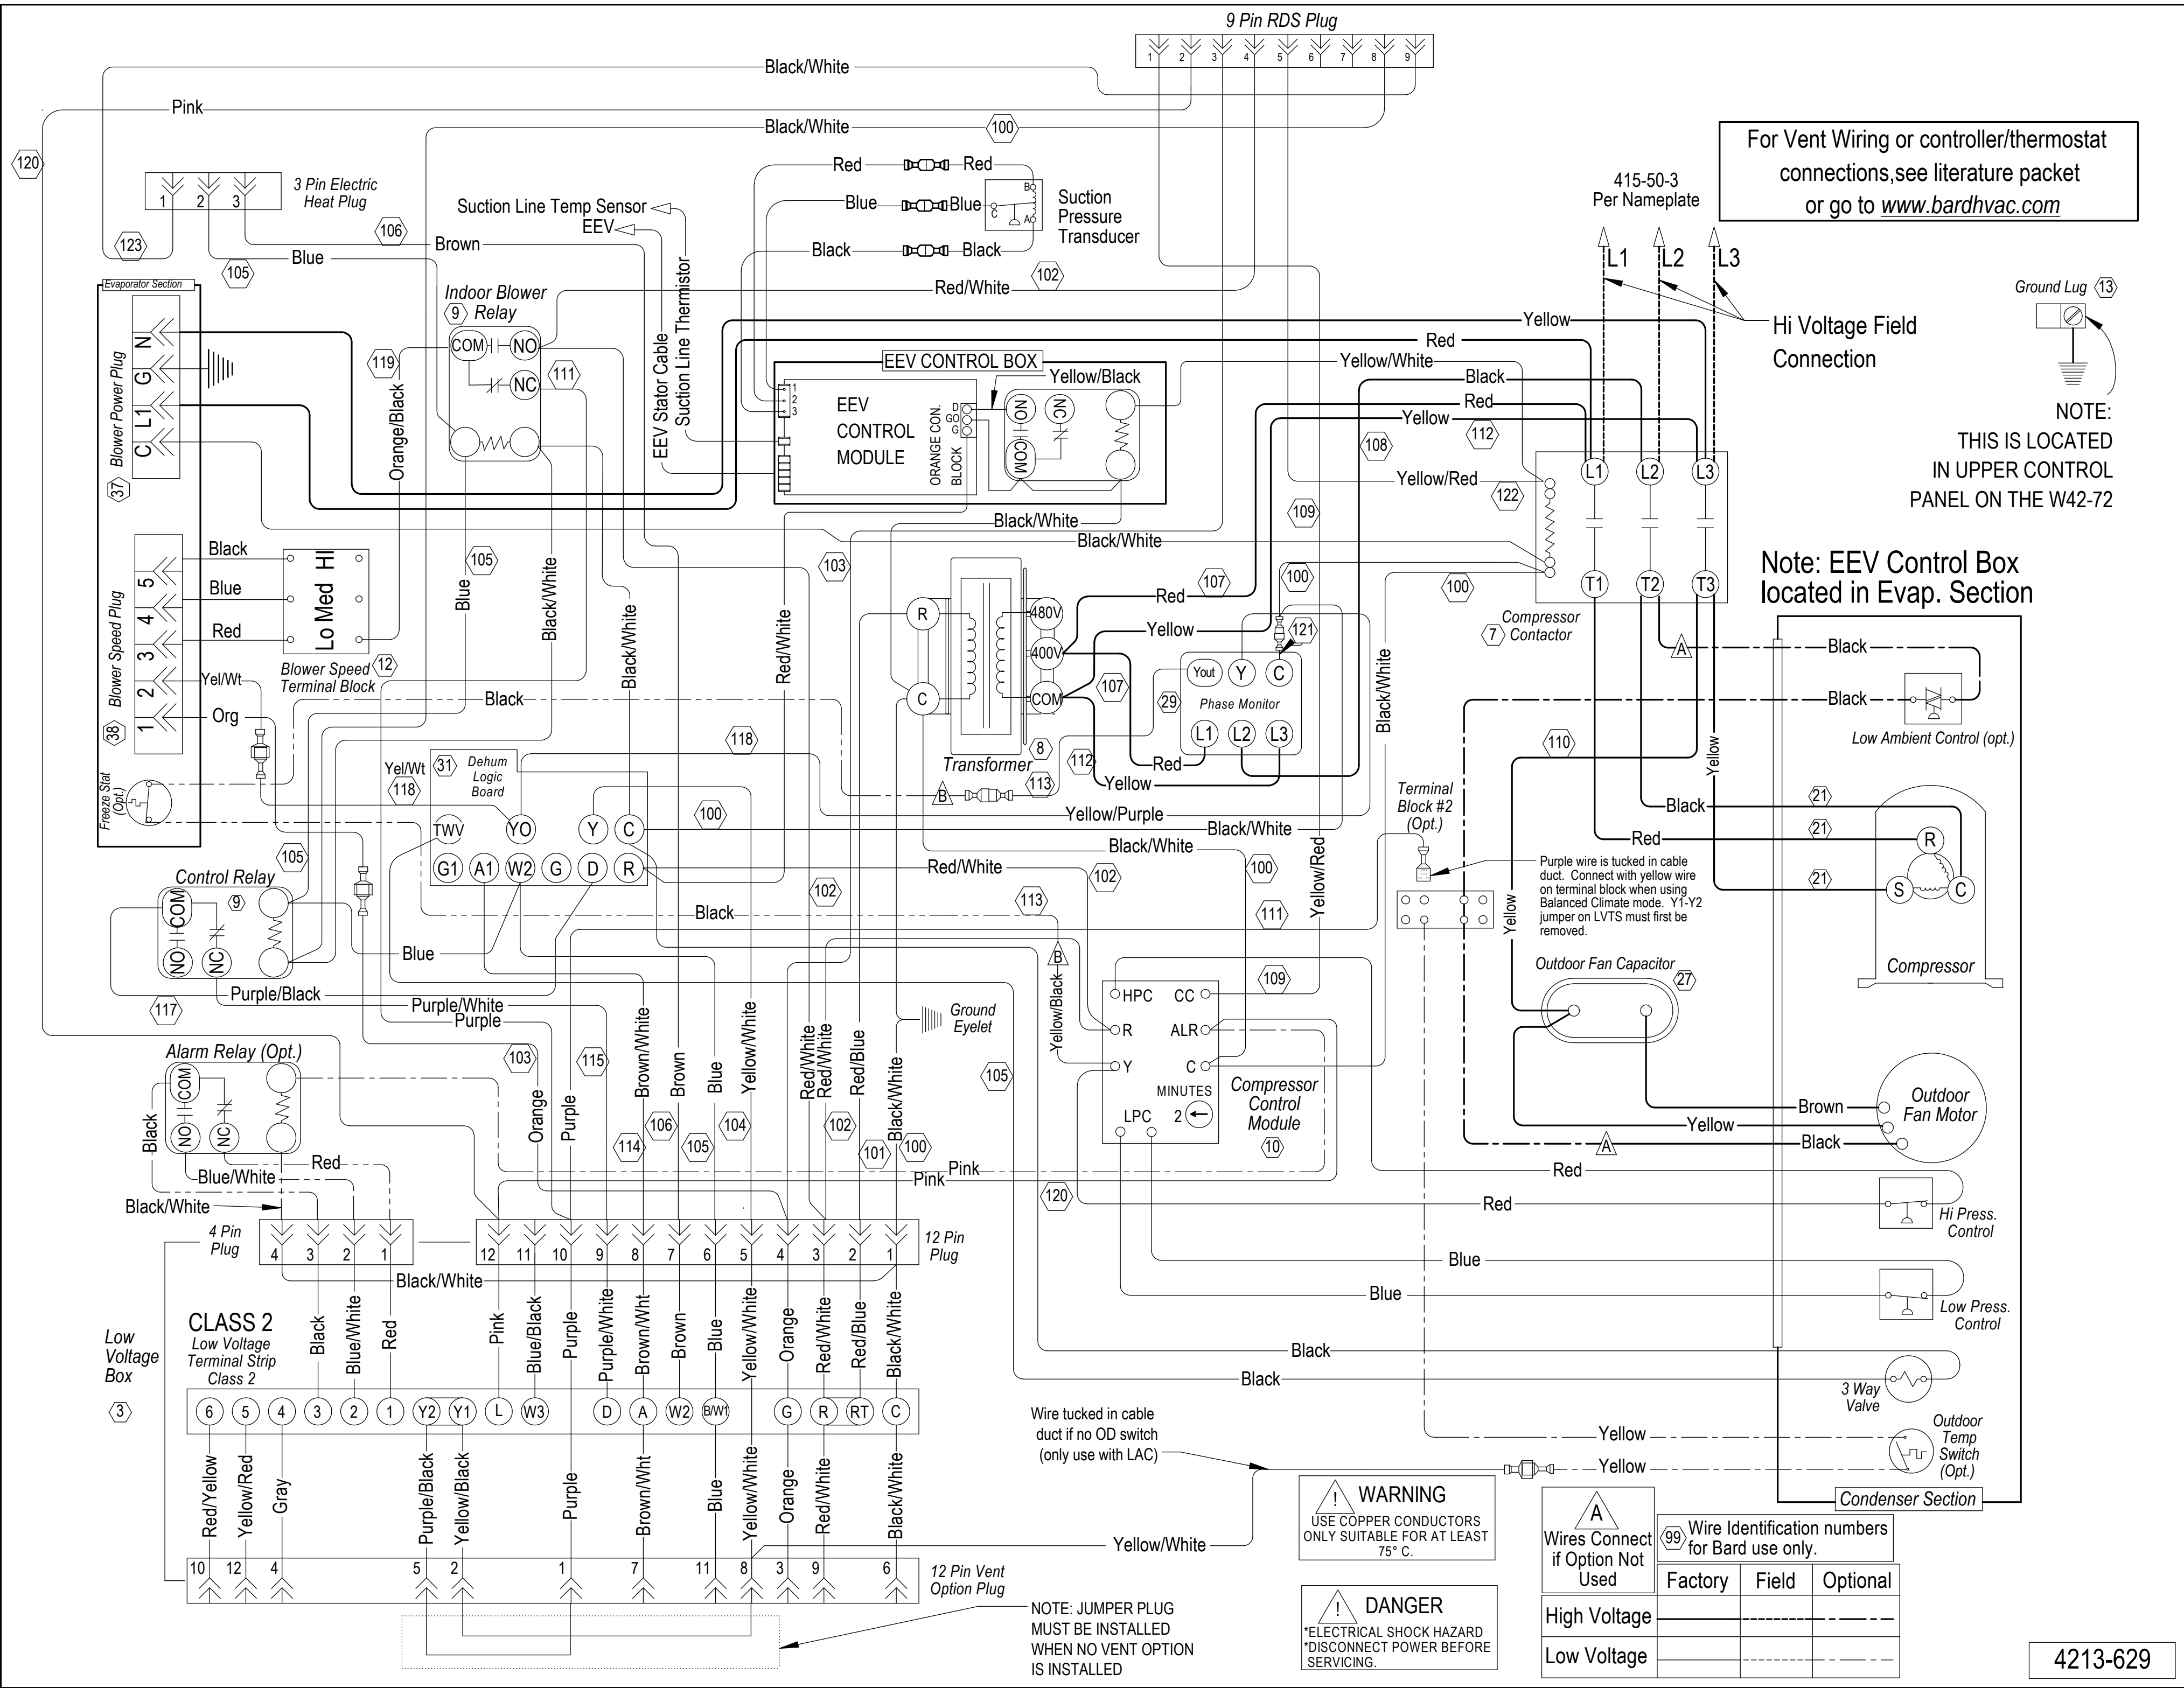 9 Pin RDS Plug
1 2 3 4 5 6 7 8 9
Black/White
Pink
Black/White
100
120
For Vent Wiring or controller/thermostat
connections,see literature packet
or go to www.bardhvac.com
3 Pin Electric
Heat Plug
1 2 3
123
105
106
Brown
Blue
Suction Line Temp Sensor
EEV
Red Red
Blue Blue
Black Black
B
C
A
Suction
Pressure
Transducer
102
Red/White
415-50-3
Per Nameplate
L1 L2 L3
Hi Voltage Field
Connection
Ground Lug 13
NOTE:
THIS IS LOCATED
IN UPPER CONTROL
PANEL ON THE W42-72
Evaporator Section
Blower Power Plug
N
G
L1
C
37
Indoor Blower
Relay
9
COM NO
NC
119
111
Orange/Black
EEV Stator Cable
Suction Line Thermistor
EEV CONTROL BOX
1
2
3
EEV
CONTROL
MODULE
ORANGE CON.
BLOCK
D
GO
G
Yellow/Black
NO
NC
COM
Yellow
Red
Yellow/White
Black
Red
Yellow
112
108
Yellow/Red
122
109
L1 L2 L3
T1 T2 T3
Compressor
Contactor
7
Black/White
Black/White
103
105
Blue
Black/White
Black/White
Red/White
Note: EEV Control Box
located in Evap. Section
Blower Speed Plug
5
4
3
2
1
38
Black
Blue
Red
Yel/Wt
Org
Lo Med HI
Blower Speed
Terminal Block
12
Black
R
C
480V
400V
COM
Transformer
8
107
Red
Yellow
107
112
Red
Yellow
113
B
100
100
121
Yout Y C
Phase Monitor
29
L1 L2 L3
Black/White
110
Yellow
A
Black
Black
Low Ambient Control (opt.)
Freeze Stat
(Opt.)
Yel/Wt
118
31
Dehum
Logic
Board
TWV YO Y C
G1 A1 W2 G D R
118
100
Yellow/Purple
Black/White
Black/White
Red/White
102
102
100
113
111
Black
Yellow/Red
Terminal
Block #2
(Opt.)
Purple wire is tucked in cable
duct. Connect with yellow wire
on terminal block when using
Balanced Climate mode. Y1-Y2
jumper on LVTS must first be
removed.
Black 21
Red 21
21
R
S C
Compressor
Yellow
Outdoor Fan Capacitor
27
105
Control Relay
9
COM
NO
NC
Blue
Purple/Black
Purple/White
Purple
117
Ground
Eyelet
B
Yellow/Black
HPC CC
R ALR
Y C
MINUTES
2
LPC
109
105
120
Compressor
Control
Module
10
Outdoor
Fan Motor
Brown
Yellow
A
Black
Alarm Relay (Opt.)
COM
NO
NC
Black
Red
Blue/White
Black/White
103
Orange
Purple
115
114
Brown/White
106
Brown
105
Blue
104
Yellow/White
Red/White
Red/White
102
Red/Blue
101
Black/White
100
Pink
Pink
Red
Red
Hi Press.
Control
Blue
Blue
Low Press.
Control
4 Pin
Plug
4 3 2 1
12 11 10 9 8 7 6 5 4 3 2 1
12 Pin
Plug
Black/White
Low
Voltage
Box
3
CLASS 2
Low Voltage
Terminal Strip
Class 2
Black
Blue/White
Red
Pink
Blue/Black
Purple
Purple/White
Brown/Wht
Brown
Blue
Yellow/White
Orange
Red/White
Red/Blue
Black/White
6 5 4 3 2 1 Y2 Y1 L W3 D A W2 B/W1 G R RT C
Black
Black
3 Way
Valve
Wire tucked in cable
duct if no OD switch
(only use with LAC)
Yellow
Yellow
Outdoor
Temp
Switch
(Opt.)
Condenser Section
Red/Yellow
Yellow/Red
Gray
Purple/Black
Yellow/Black
Purple
Brown/Wht
Blue
Yellow/White
Orange
Red/White
Black/White
Yellow/White
10 12 4 5 2 1 7 11 8 3 9 6
12 Pin Vent
Option Plug
NOTE: JUMPER PLUG
MUST BE INSTALLED
WHEN NO VENT OPTION
IS INSTALLED
! WARNING
USE COPPER CONDUCTORS
ONLY SUITABLE FOR AT LEAST
75° C.
! DANGER
*ELECTRICAL SHOCK HAZARD
*DISCONNECT POWER BEFORE
SERVICING.
A
Wires Connect
if Option Not
Used
99 Wire Identification numbers
for Bard use only.
Factory Field Optional
High Voltage
Low Voltage
4213-629